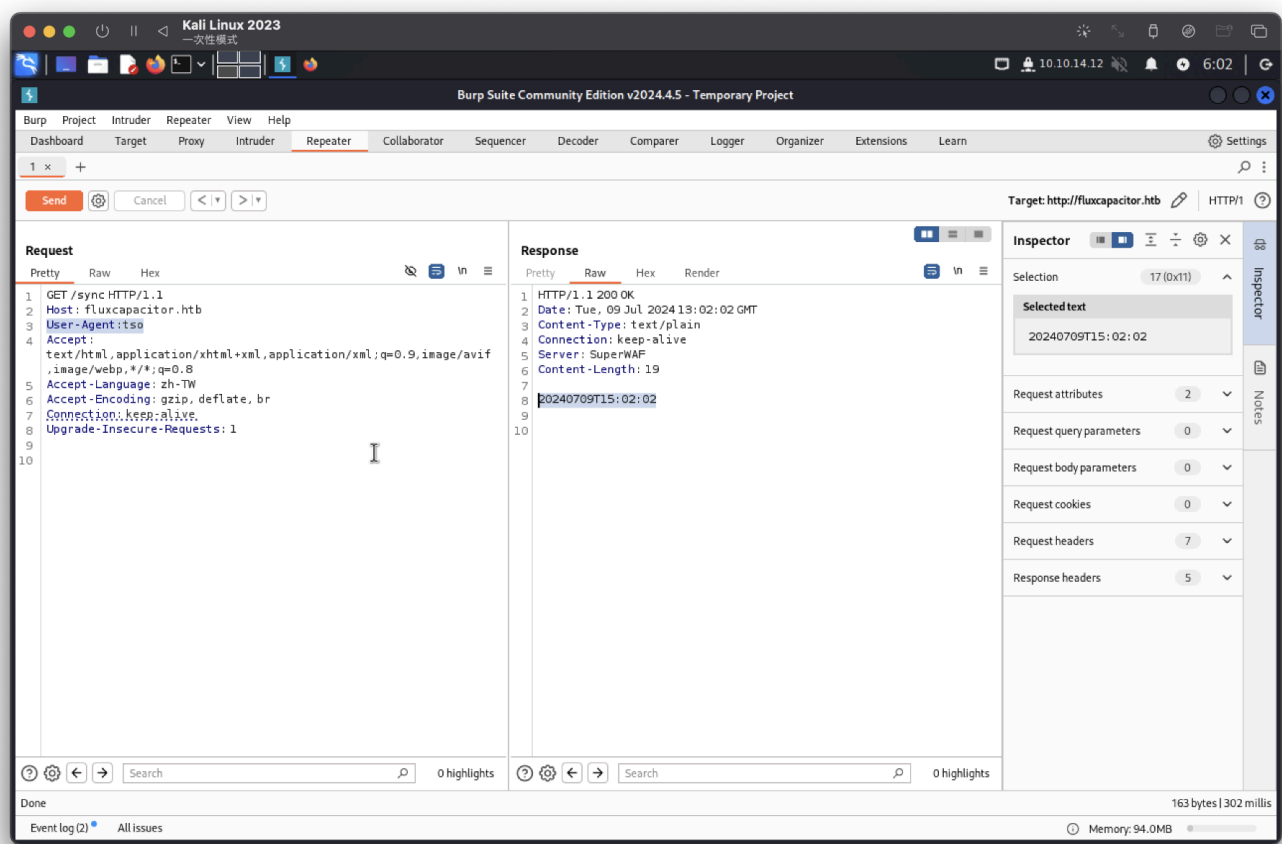 Kali Linux 2023
一次性模式
10.10.14.12
6:02
Burp Suite Community Edition v2024.4.5 - Temporary Project
Burp Project Intruder Repeater View Help
Dashboard Target Proxy Intruder Repeater Collaborator Sequencer Decoder Comparer Logger Organizer Extensions Learn Settings
1 × +
Send Cancel < > Target: http://fluxcapacitor.htb HTTP/1
Request
Pretty Raw Hex \n
1 GET /sync HTTP/1.1
2 Host: fluxcapacitor.htb
3 User-Agent:tso
4 Accept:
text/html,application/xhtml+xml,application/xml;q=0.9,image/avif
,image/webp,*/*;q=0.8
5 Accept-Language: zh-TW
6 Accept-Encoding: gzip, deflate, br
7 Connection: keep-alive
8 Upgrade-Insecure-Requests: 1
9
10
Search 0 highlights
Response
Pretty Raw Hex Render \n
1 HTTP/1.1 200 OK
2 Date: Tue, 09 Jul 2024 13:02:02 GMT
3 Content-Type: text/plain
4 Connection: keep-alive
5 Server: SuperWAF
6 Content-Length: 19
7
8 20240709T15:02:02
9
10
Search 0 highlights
Inspector
Selection 17 (0x11)
Selected text
20240709T15:02:02
Request attributes 2
Request query parameters 0
Request body parameters 0
Request cookies 0
Request headers 7
Response headers 5
Inspector
Notes
Done 163 bytes | 302 millis
Event log (2) All issues Memory: 94.0MB